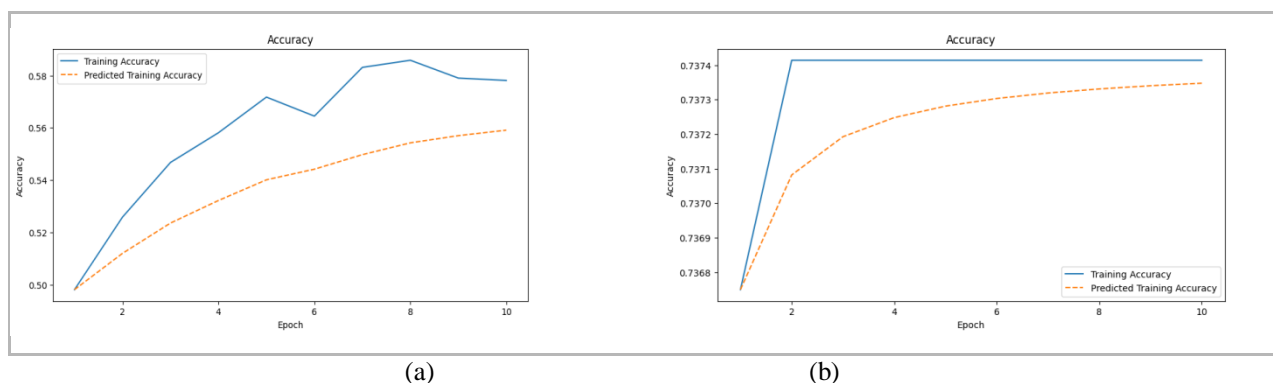 Accuracy
Training Accuracy
Predicted Training Accuracy
0.58
0.56
0.54
0.52
0.50
Accuracy
2 4 6 8 10
Epoch
(a)
Accuracy
0.7374
0.7373
0.7372
0.7371
0.7370
0.7369
0.7368
Accuracy
Training Accuracy
Predicted Training Accuracy
2 4 6 8 10
Epoch
(b)